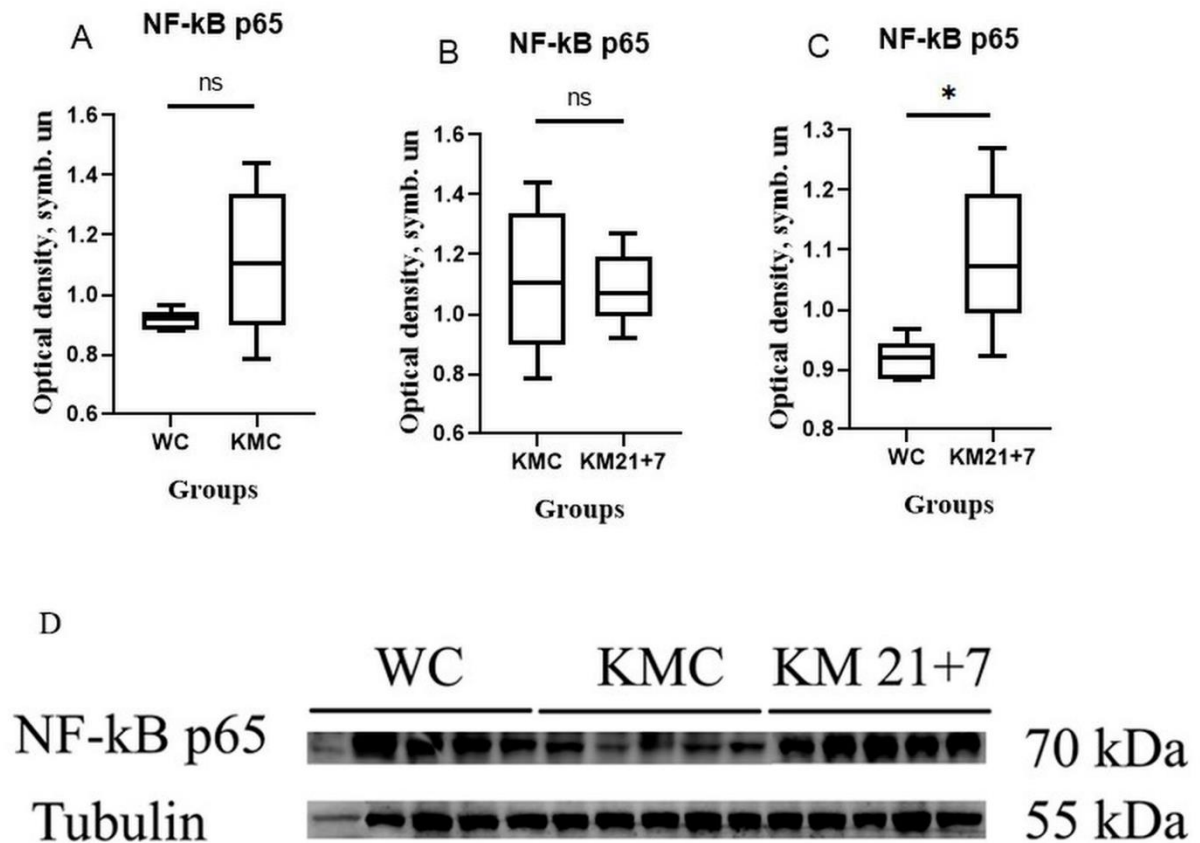 A
NF-kB p65
ns
Optical density, symb. un
1.6
1.4
1.2
1.0
0.8
0.6
WC KMC
Groups
B
NF-kB p65
ns
Optical density, symb. un
1.6
1.4
1.2
1.0
0.8
0.6
KMC KM21+7
Groups
C
NF-kB p65
*
Optical density, symb. un
1.3
1.2
1.1
1.0
0.9
0.8
WC KM21+7
Groups
D
WC KMC KM 21+7
NF-kB p65 70 kDa
Tubulin 55 kDa